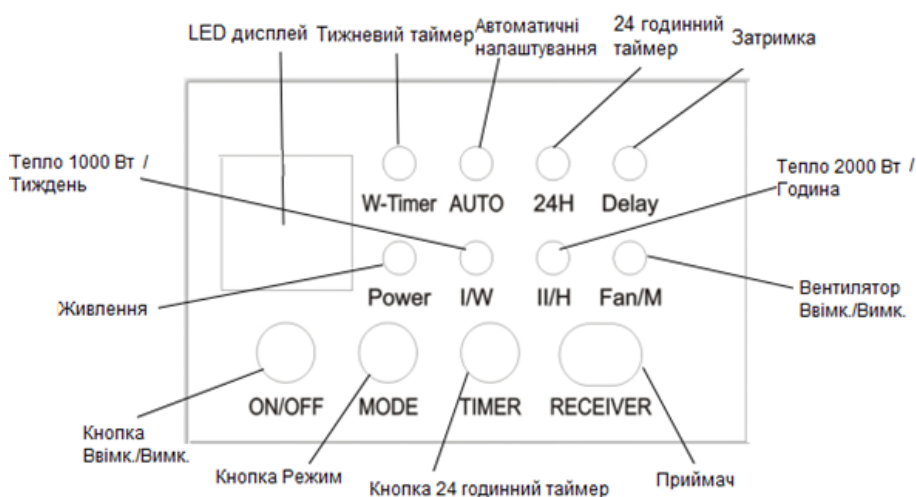 LED дисплей
Тижневий таймер
Автоматичні
налаштування
24 годинний
таймер
Затримка
Тепло 1000 Вт /
Тиждень
Тепло 2000 Вт /
Година
W-Timer AUTO 24H Delay
Живлення
Power I/W II/H Fan/M
Вентилятор
Ввімк./Вимк.
ON/OFF MODE TIMER RECEIVER
Кнопка
Ввімк./Вимк.
Кнопка Режим
Кнопка 24 годинний таймер
Приймач